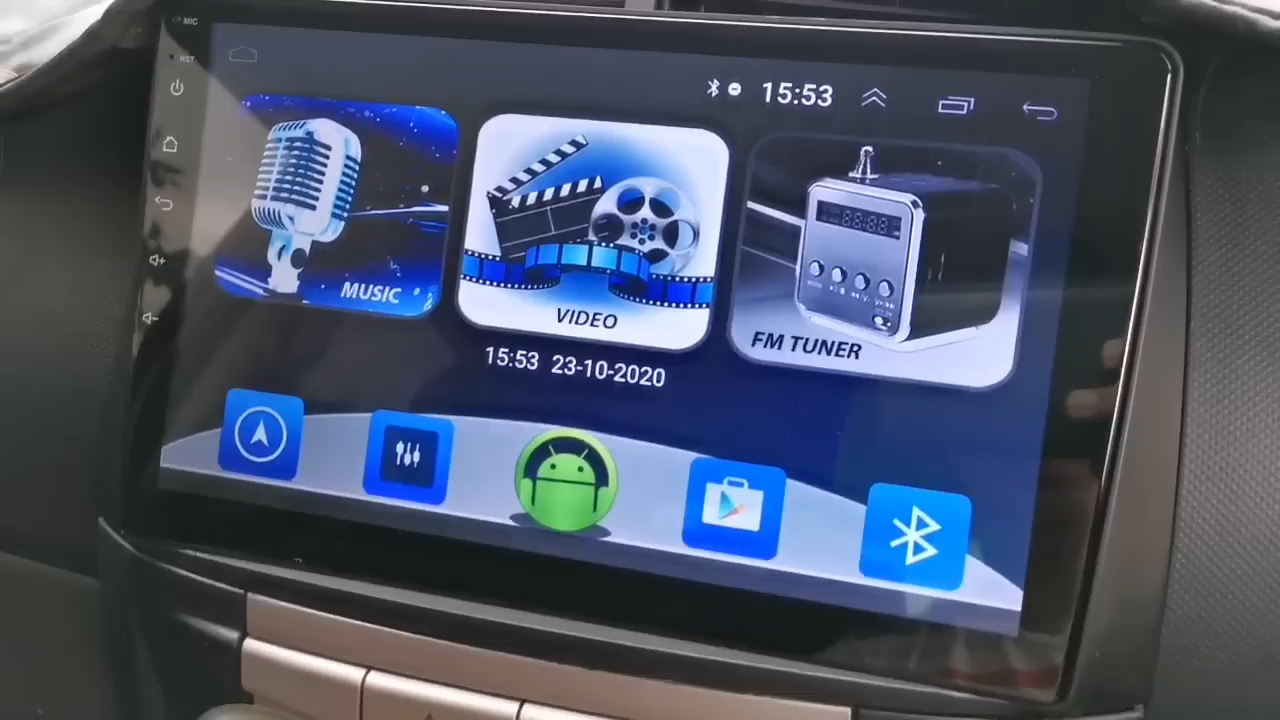 MIC
RST
15:53
MUSIC
VIDEO
FM TUNER
15:53 23-10-2020